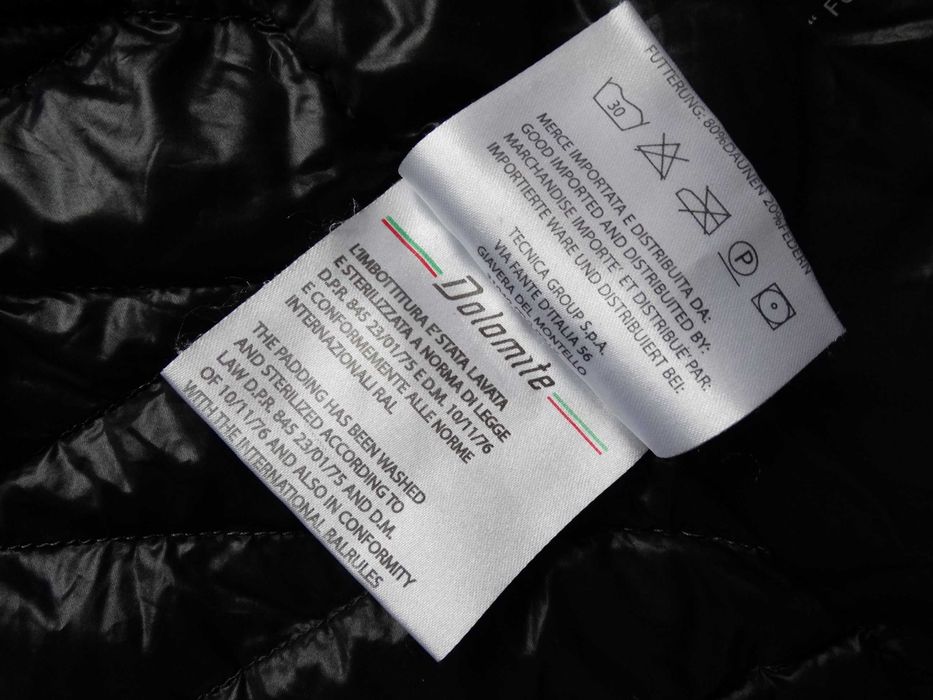 FUTTERUNG: 80%DAUNEN 20%FEDERN
30
P
MERCE IMPORTATA E DISTRIBUITA DA:
GOOD IMPORTED AND DISTRIBUTED BY:
MARCHANDISE IMPORTE ET DISTRIBUE' PAR:
IMPORTIERTE WARE UND DISTRIBUIERT BEI:
TECNICA GROUP S.p.A.
VIA FANTE D'ITALIA 56
GIAVERA DEL MONTELLO
Dolomite
L'IMBOTTITURA E' STATA LAVATA
E STERILIZZATA A NORMA DI LEGGE
D.P.R. 845 23/01/75 E D.M. 10/11/76
E CONFORMEMENTE ALLE NORME
INTERNAZIONALI RAL
THE PADDING HAS BEEN WASHED
AND STERILIZED ACCORDING TO
LAW D.P.R. 845 23/01/75 AND D.M.
OF 10/11/76 AND ALSO IN CONFORMITY
WITH THE INTERNATIONAL RALRULES